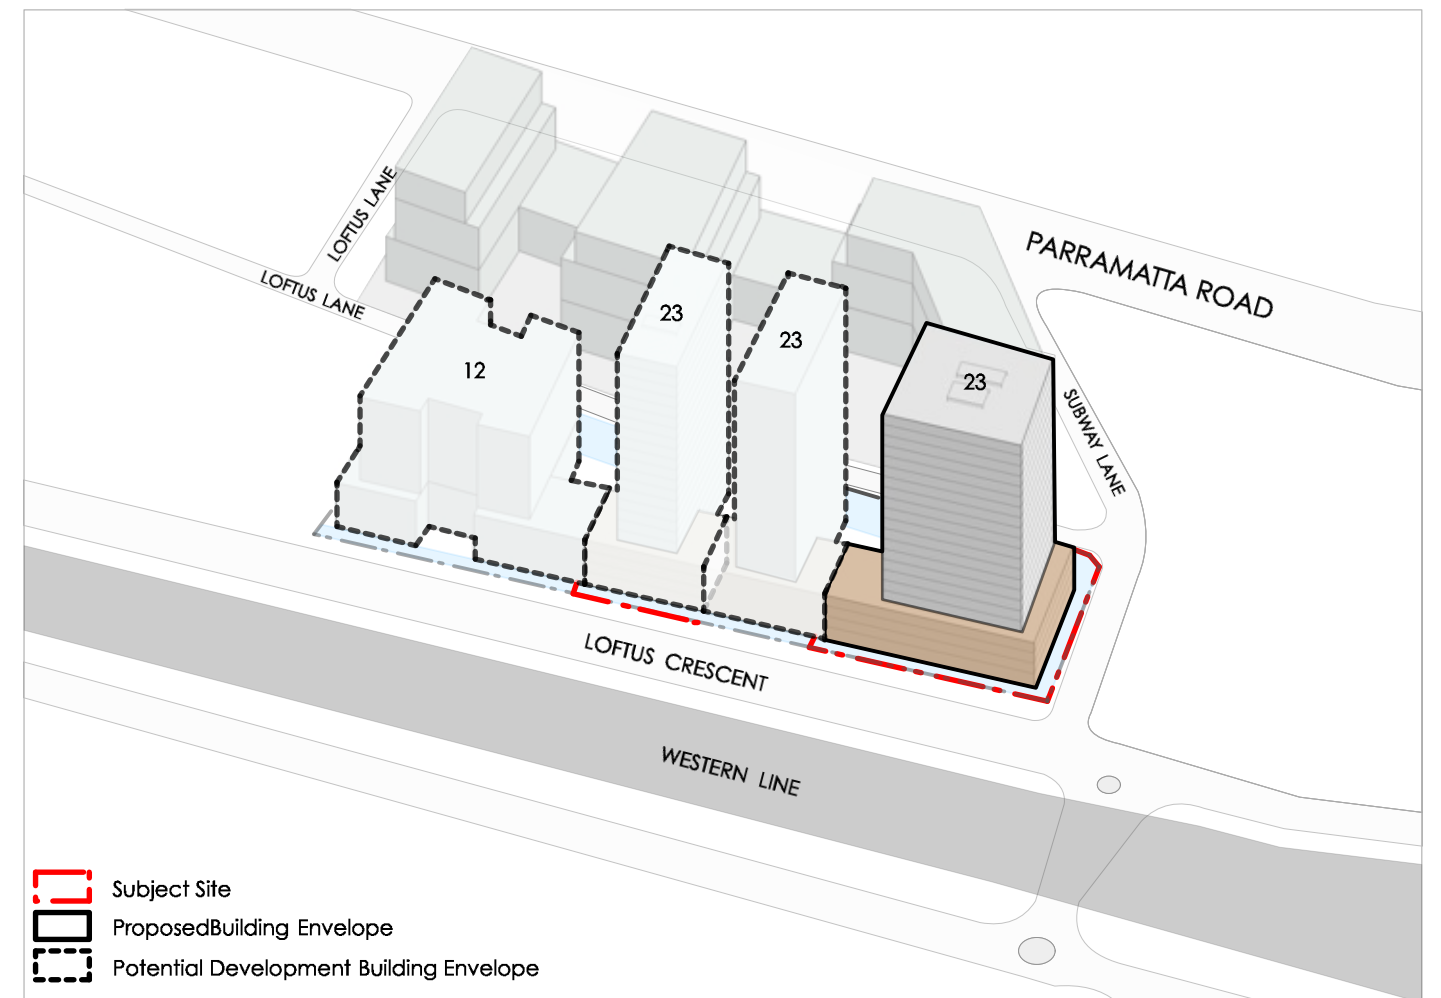 LOFTUS LANE
LOFTUS LANE
PARRAMATTA ROAD
23
23
12
23
SUBWAY LANE
LOFTUS CRESCENT
WESTERN LINE
Subject Site
ProposedBuilding Envelope
Potential Development Building Envelope